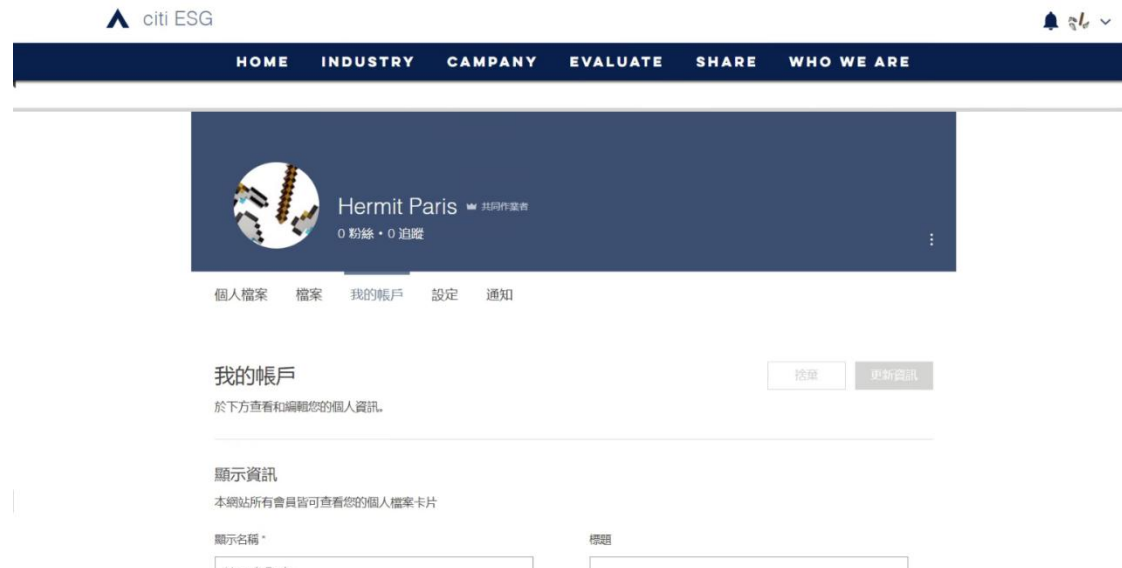 citi ESG
HOME INDUSTRY CAMPANY EVALUATE SHARE WHO WE ARE
Hermit Paris 共同作業者
0 粉絲・0 追蹤
個人檔案 檔案 我的帳戶 設定 通知
我的帳戶 捨棄 更新資訊
於下方查看和編輯您的個人資訊。
顯示資訊
本網站所有會員皆可查看您的個人檔案卡片
顯示名稱 * 標題